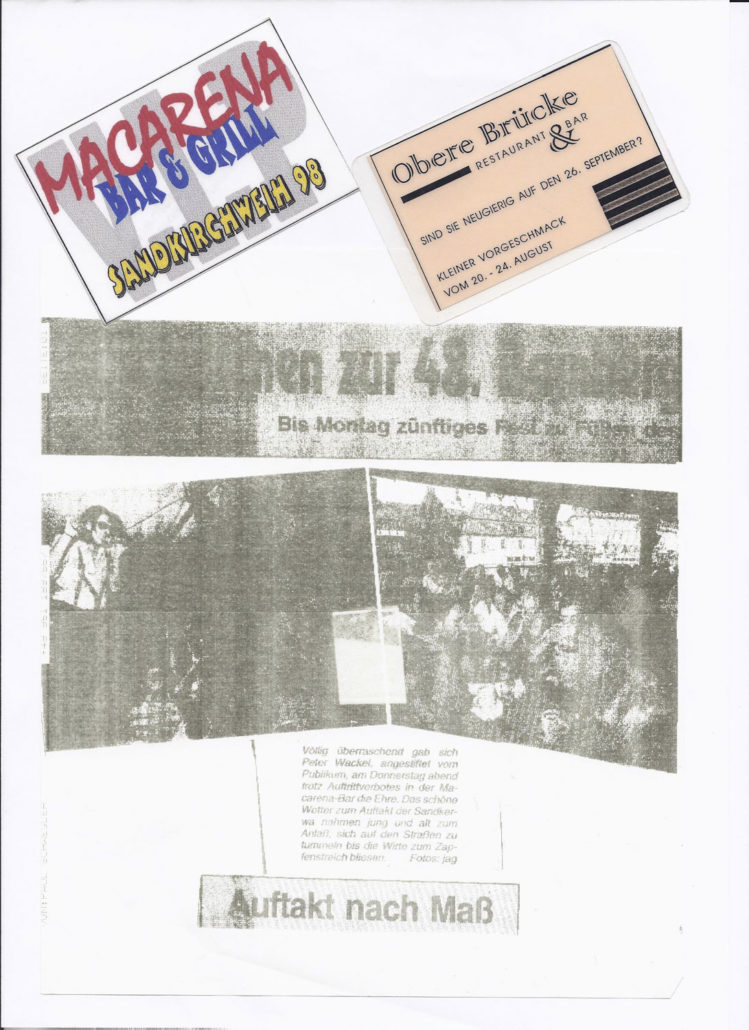 VIP
MACARENA
BAR & GRILL
SANDKIRCHWEIH 98
Obere Brücke
RESTAURANT & BAR
SIND SIE NEUGIERIG AUF DEN 26. SEPTEMBER?
KLEINER VORGESCHMACK
VOM 20. - 24. AUGUST
zur 48.
Bis Montag zünftiges Fest zu Füßen des
Völlig überraschend gab sich
Peter Wackel, angestiftet vom
Publikum, am Donnerstag abend
trotz Auftrittverbotes in der Ma-
carena-Bar die Ehre. Das schöne
Wetter zum Auftakt der Sandker-
wa nahmen jung und alt zum
Anlaß, sich auf den Straßen zu
tummeln bis die Wirte zum Zap-
fenstreich bliesen. Fotos: jag
Auftakt nach Maß